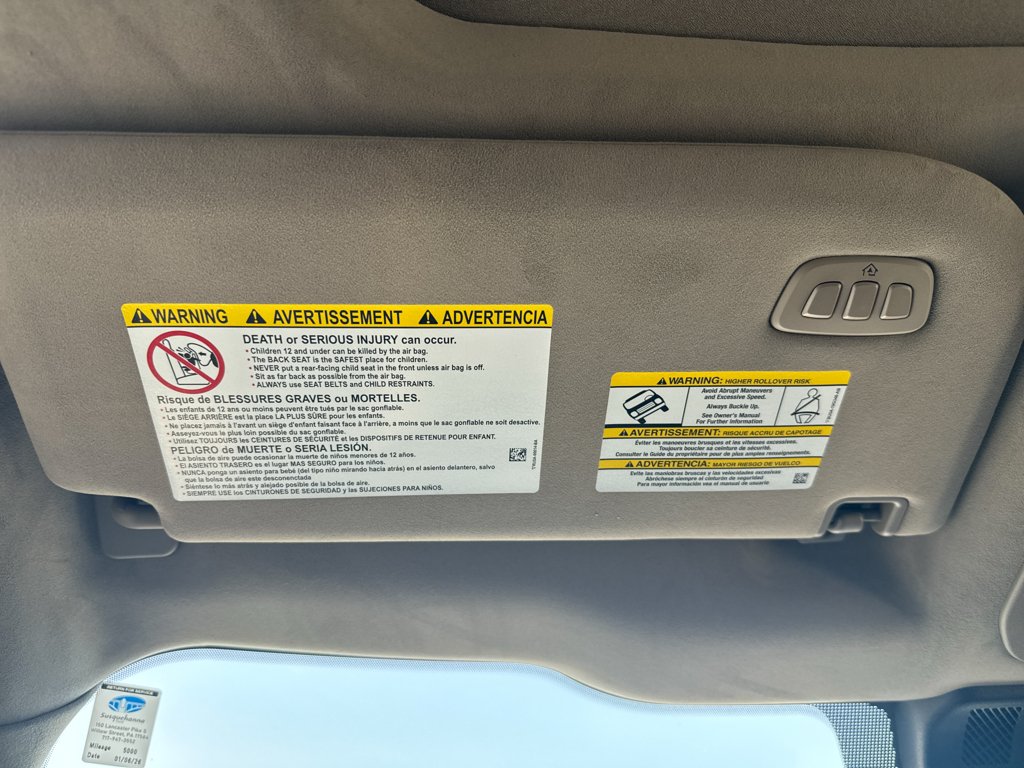 WARNING AVERTISSEMENT ADVERTENCIA
DEATH or SERIOUS INJURY can occur.
• Children 12 and under can be killed by the air bag.
• The BACK SEAT is the SAFEST place for children.
• NEVER put a rear-facing child seat in the front unless air bag is off.
• Sit as far back as possible from the air bag.
• ALWAYS use SEAT BELTS and CHILD RESTRAINTS.
Risque de BLESSURES GRAVES ou MORTELLES.
• Les enfants de 12 ans ou moins peuvent être tués par le sac gonflable.
• Le SIÈGE ARRIÈRE est la place LA PLUS SÛRE pour les enfants.
• Ne placez jamais à l'avant un siège d'enfant faisant face à l'arrière, a moins que le sac gonflable ne soit desactive.
• Asseyez-vous le plus loin possible du sac gonflable.
• Utilisez TOUJOURS les CEINTURES DE SÉCURITÉ et les DISPOSITIFS DE RETENUE POUR ENFANT.
PELIGRO de MUERTE o SERIA LESIÓN.
• La bolsa de aire puede ocasionar la muerte de niños menores de 12 años.
• El ASIENTO TRASERO es el lugar MAS SEGURO para los niños.
• NUNCA ponga un asiento para bebé (del tipo niño mirando hacia atrás) en el asiento delantero, salvo
que la bolsa de aire este desconectada
• Siéntese lo más atrás y alejado posible de la bolsa de aire.
• SIEMPRE USE los CINTURONES DE SEGURIDAD y las SUJECIONES PARA NIÑOS.
WARNING: HIGHER ROLLOVER RISK
Avoid Abrupt Maneuvers
and Excessive Speed.
Always Buckle Up.
See Owner's Manual
For Further Information
AVERTISSEMENT: RISQUE ACCRU DE CAPOTAGE
Eviter les manoeuvres brusques et les vitesses excessives.
Toujours boucler sa ceinture de sécurité.
Consulter le Guide du propriétaire pour de plus amples renseignements.
ADVERTENCIA: MAYOR RIESGO DE VUELCO
Evite las maniobras bruscas y las velocidades excesivas
Abróchese siempre el cinturón de seguridad
Para mayor información vea el manual de usuario
RETURN FOR SERVICE
Susquehanna
150 Lancaster Pike S
Willow Street, PA 17584
Mileage 5000
Date 01/06/26